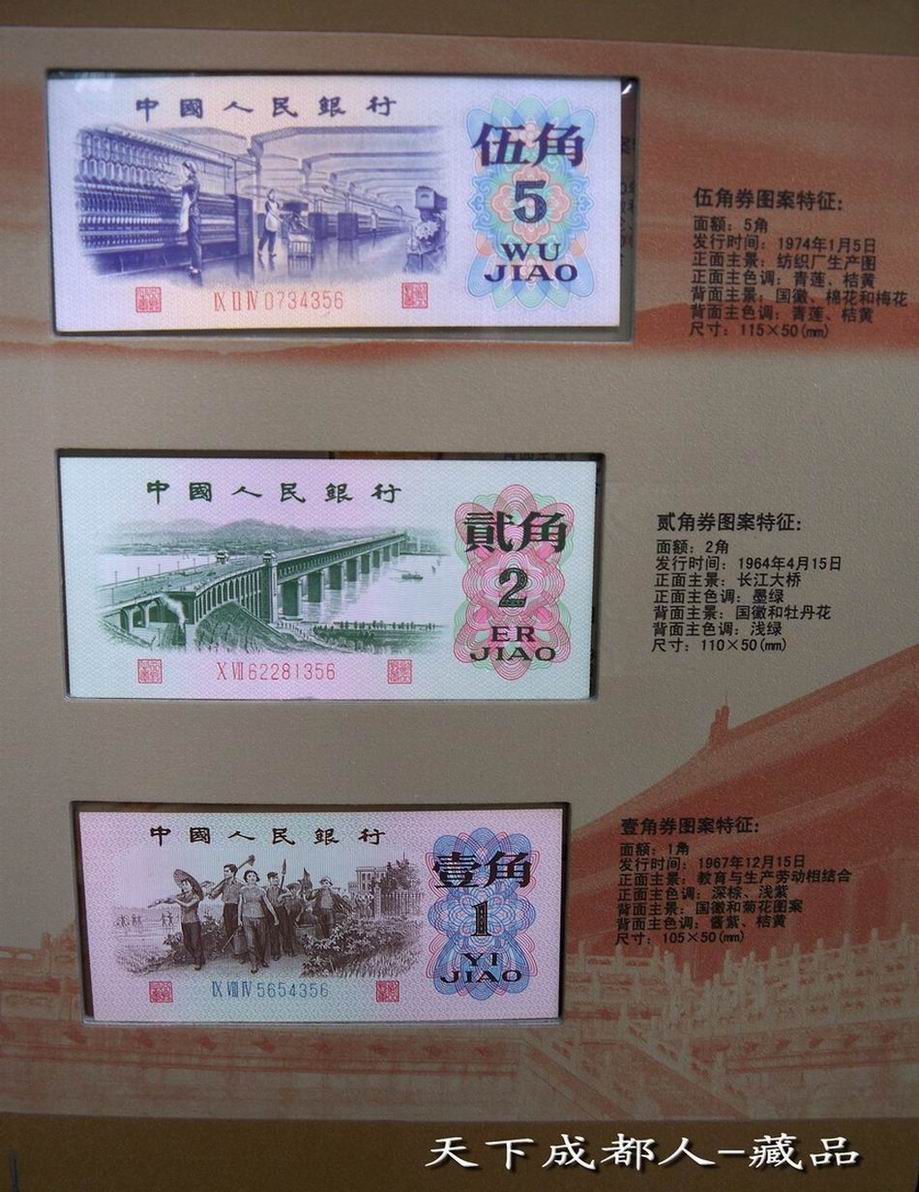 中國人民銀行
伍角
5
WU
JIAO
IX II IV 0734356
伍角券图案特征:
面额: 5角
发行时间: 1974年1月5日
正面主景: 纺织厂生产图
正面主色调: 青莲、桔黄
背面主景: 国徽、棉花和梅花
背面主色调: 青莲、桔黄
尺寸: 115×50(mm)
中國人民銀行
貳角
2
ER
JIAO
X VII 62281356
贰角券图案特征:
面额: 2角
发行时间: 1964年4月15日
正面主景: 长江大桥
正面主色调: 墨绿
背面主景: 国徽和牡丹花
背面主色调: 浅绿
尺寸: 110×50(mm)
中國人民銀行
壹角
1
YI
JIAO
IX VIII IV 5654356
壹角券图案特征:
面额: 1角
发行时间: 1967年12月15日
正面主景: 教育与生产劳动相结合
正面主色调: 深棕、浅紫
背面主景: 国徽和菊花图案
背面主色调: 酱紫、桔黄
尺寸: 105×50(mm)
天下成都人-藏品